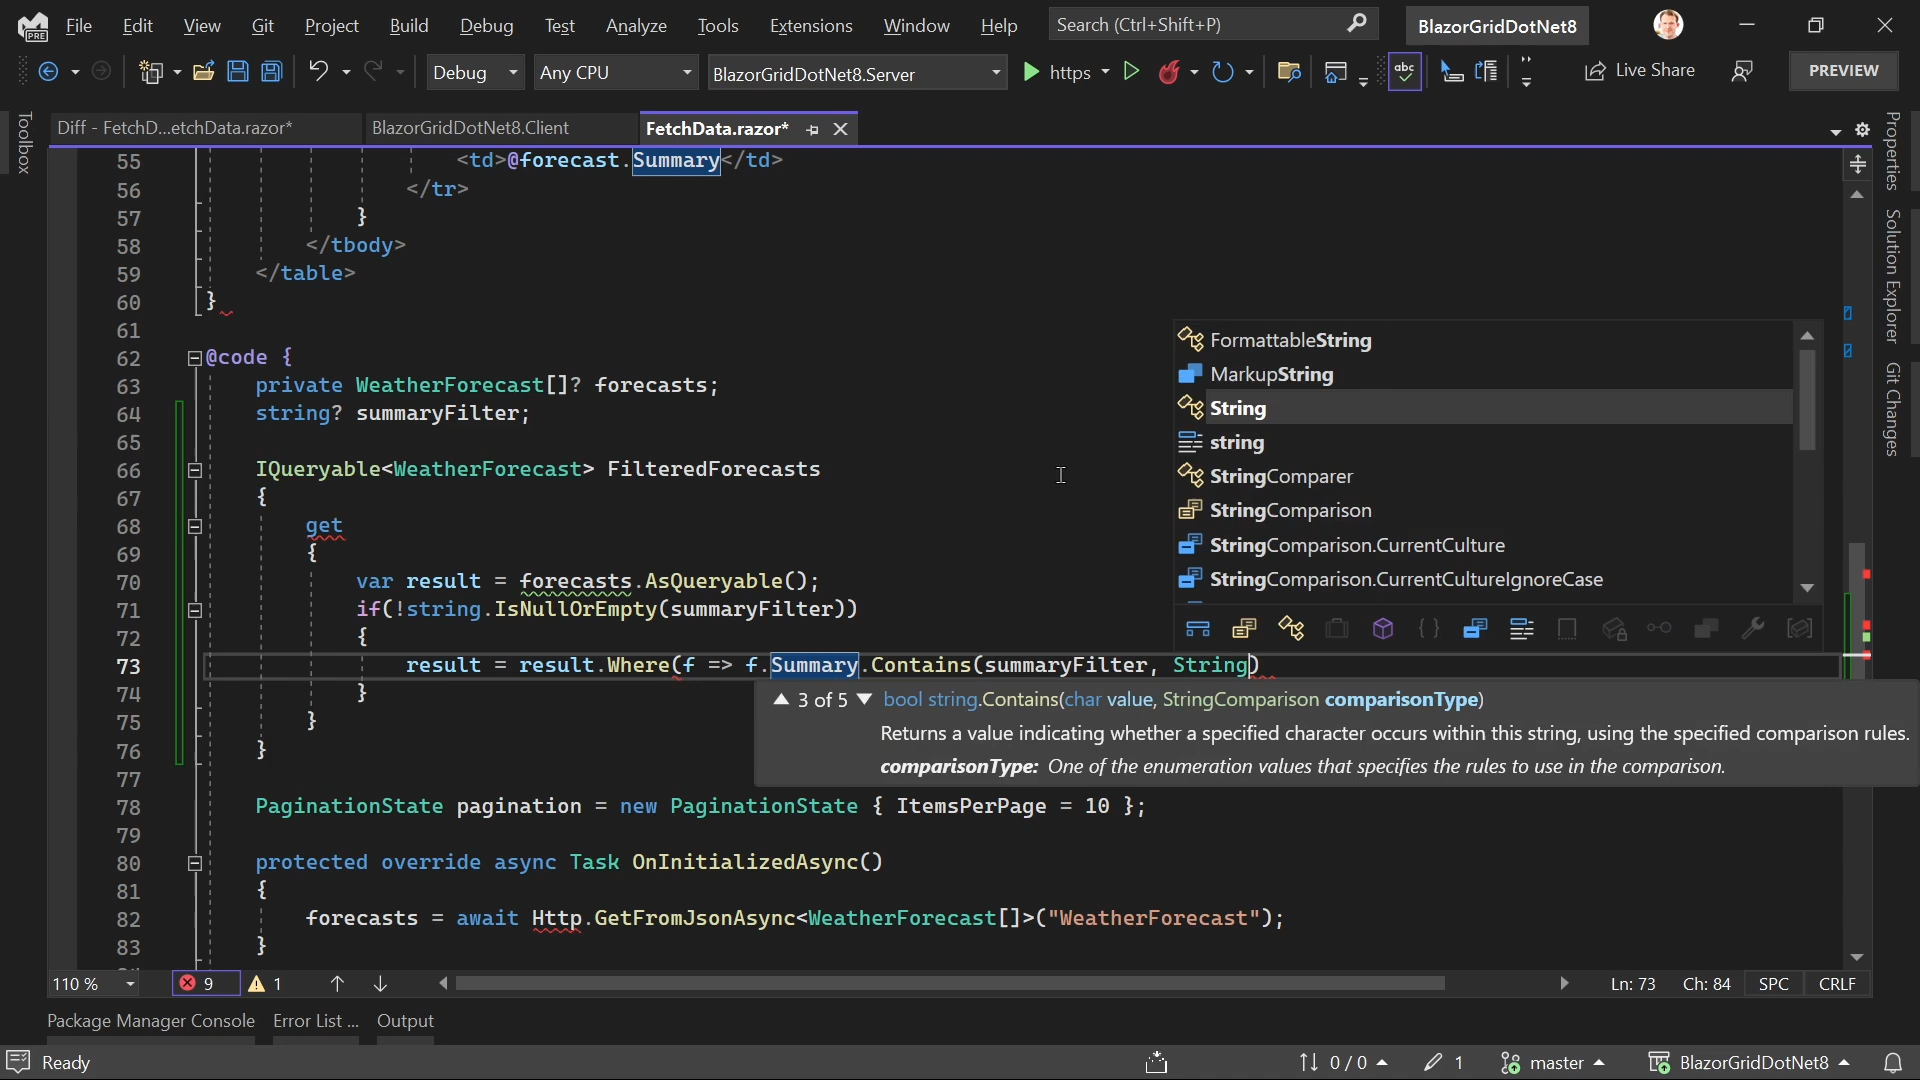 File Edit View Git Project Build Debug Test Analyze Tools Extensions Window Help Search (Ctrl+Shift+P) BlazorGridDotNet8
PRE
Debug Any CPU BlazorGridDotNet8.Server https abc Live Share PREVIEW
Toolbox
Diff - FetchD...etchData.razor* BlazorGridDotNet8.Client FetchData.razor*
Properties
Solution Explorer
Git Changes
55 <td>@forecast.Summary</td>
56 </tr>
57 }
58 </tbody>
59 </table>
60 }
61
62 @code {
63 private WeatherForecast[]? forecasts;
64 string? summaryFilter;
65
66 IQueryable<WeatherForecast> FilteredForecasts
67 {
68 get
69 {
70 var result = forecasts.AsQueryable();
71 if(!string.IsNullOrEmpty(summaryFilter))
72 {
73 result = result.Where(f => f.Summary.Contains(summaryFilter, String)
74 }
75 }
76 }
77
78 PaginationState pagination = new PaginationState { ItemsPerPage = 10 };
79
80 protected override async Task OnInitializedAsync()
81 {
82 forecasts = await Http.GetFromJsonAsync<WeatherForecast[]>("WeatherForecast");
83 }
FormattableString
MarkupString
String
string
StringComparer
StringComparison
StringComparison.CurrentCulture
StringComparison.CurrentCultureIgnoreCase
3 of 5 bool string.Contains(char value, StringComparison comparisonType)
Returns a value indicating whether a specified character occurs within this string, using the specified comparison rules.
comparisonType: One of the enumeration values that specifies the rules to use in the comparison.
110 % 9 1 Ln: 73 Ch: 84 SPC CRLF
Package Manager Console Error List ... Output
Ready 0 / 0 1 master BlazorGridDotNet8